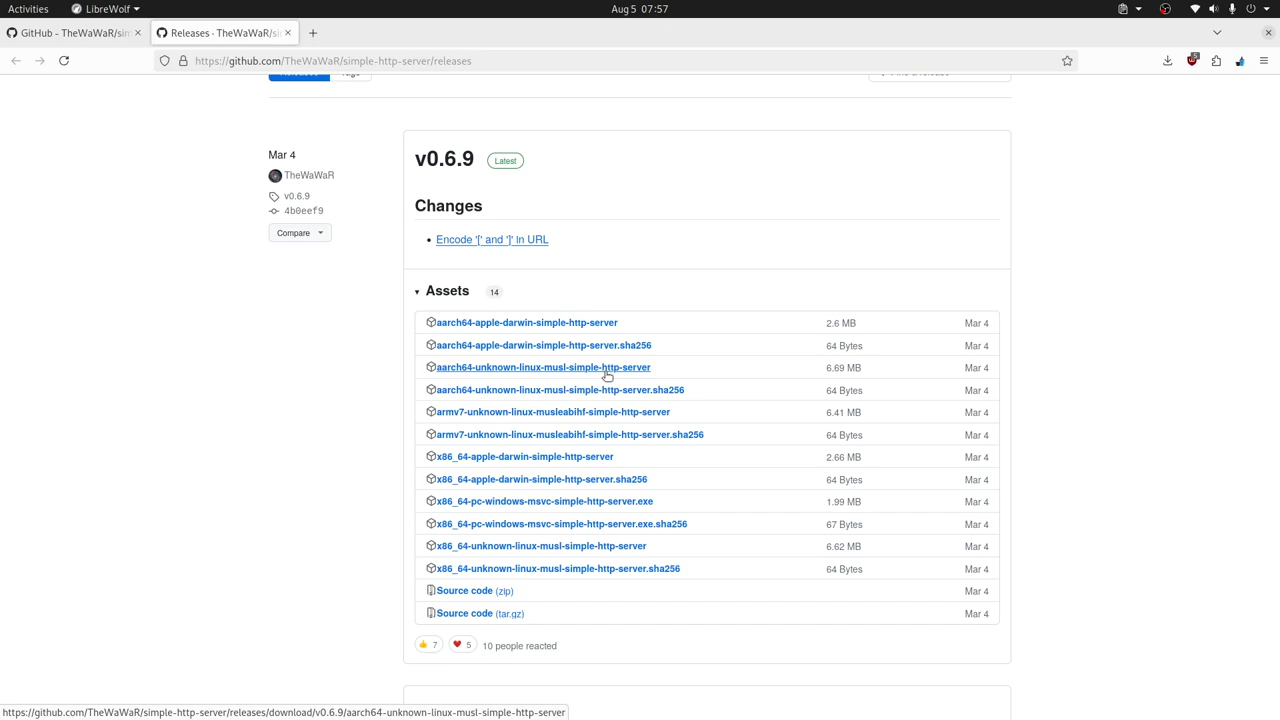 Activities
LibreWolf
Aug 5 07:57
GitHub - TheWaWaR/sim
Releases · TheWaWaR/si
https://github.com/TheWaWaR/simple-http-server/releases
5
Mar 4
TheWaWaR
v0.6.9
4b0eef9
Compare
v0.6.9
Latest
Changes
Encode '[' and ']' in URL
Assets 14
aarch64-apple-darwin-simple-http-server 2.6 MB Mar 4
aarch64-apple-darwin-simple-http-server.sha256 64 Bytes Mar 4
aarch64-unknown-linux-musl-simple-http-server 6.69 MB Mar 4
aarch64-unknown-linux-musl-simple-http-server.sha256 64 Bytes Mar 4
armv7-unknown-linux-musleabihf-simple-http-server 6.41 MB Mar 4
armv7-unknown-linux-musleabihf-simple-http-server.sha256 64 Bytes Mar 4
x86_64-apple-darwin-simple-http-server 2.66 MB Mar 4
x86_64-apple-darwin-simple-http-server.sha256 64 Bytes Mar 4
x86_64-pc-windows-msvc-simple-http-server.exe 1.99 MB Mar 4
x86_64-pc-windows-msvc-simple-http-server.exe.sha256 67 Bytes Mar 4
x86_64-unknown-linux-musl-simple-http-server 6.62 MB Mar 4
x86_64-unknown-linux-musl-simple-http-server.sha256 64 Bytes Mar 4
Source code (zip) Mar 4
Source code (tar.gz) Mar 4
7 5 10 people reacted
https://github.com/TheWaWaR/simple-http-server/releases/download/v0.6.9/aarch64-unknown-linux-musl-simple-http-server